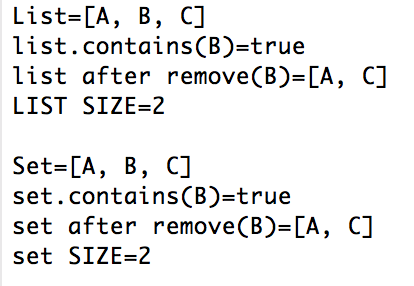 List=[A, B, C]
list.contains(B)=true
list after remove(B)=[A, C]
LIST SIZE=2
Set=[A, B, C]
set.contains(B)=true
set after remove(B)=[A, C]
set SIZE=2